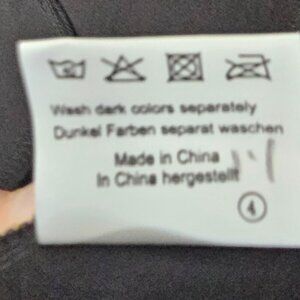 Wash dark colors separately
Dunkel Farben separat waschen
Made in China
In China hergestellt
4